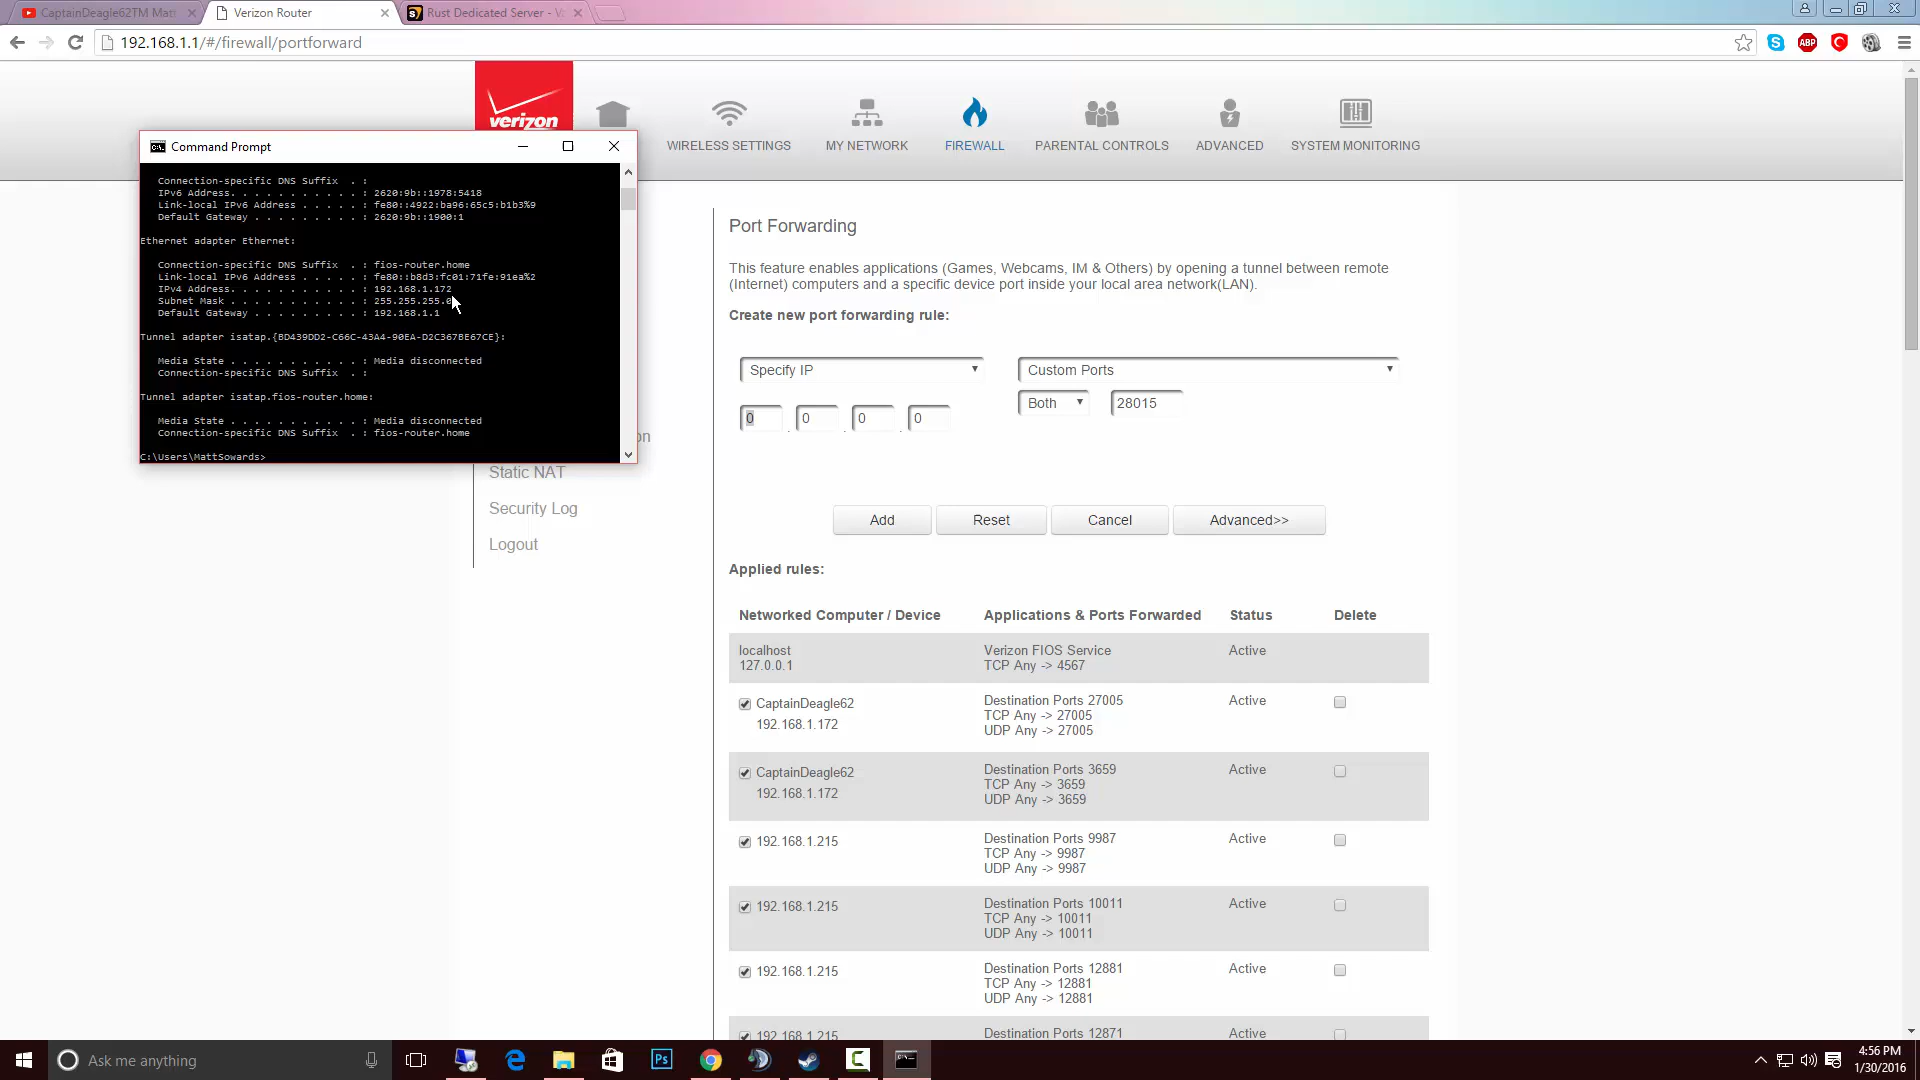 CaptainDeagle62TM Mat
Verizon Router
Rust Dedicated Server - V
192.168.1.1/#/firewall/portforward
ABP
verizon
WIRELESS SETTINGS
MY NETWORK
FIREWALL
PARENTAL CONTROLS
ADVANCED
SYSTEM MONITORING
Command Prompt
Connection-specific DNS Suffix . :
IPv6 Address. . . . . . . . . . . : 2620:9b::1978:5418
Link-local IPv6 Address . . . . . : fe80::4922:ba96:65c5:b1b3%9
Default Gateway . . . . . . . . . : 2620:9b::1900:1
Ethernet adapter Ethernet:
Connection-specific DNS Suffix . : fios-router.home
Link-local IPv6 Address . . . . . : fe80::b8d3:fc01:71fe:91ea%2
IPv4 Address. . . . . . . . . . . : 192.168.1.172
Subnet Mask . . . . . . . . . . . : 255.255.255.0
Default Gateway . . . . . . . . . : 192.168.1.1
Tunnel adapter isatap.{BD439DD2-C66C-43A4-90EA-D2C367BE67CE}:
Media State . . . . . . . . . . . : Media disconnected
Connection-specific DNS Suffix . :
Tunnel adapter isatap.fios-router.home:
Media State . . . . . . . . . . . : Media disconnected
Connection-specific DNS Suffix . : fios-router.home
C:\Users\MattSowards>
on
Static NAT
Security Log
Logout
Port Forwarding
This feature enables applications (Games, Webcams, IM & Others) by opening a tunnel between remote
(Internet) computers and a specific device port inside your local area network(LAN).
Create new port forwarding rule:
Specify IP
Custom Ports
0 . 0 . 0 . 0
Both
28015
Add
Reset
Cancel
Advanced>>
Applied rules:
Networked Computer / Device Applications & Ports Forwarded Status Delete
localhost Verizon FIOS Service Active
127.0.0.1 TCP Any -> 4567
CaptainDeagle62 Destination Ports 27005 Active
192.168.1.172 TCP Any -> 27005
UDP Any -> 27005
CaptainDeagle62 Destination Ports 3659 Active
192.168.1.172 TCP Any -> 3659
UDP Any -> 3659
192.168.1.215 Destination Ports 9987 Active
TCP Any -> 9987
UDP Any -> 9987
192.168.1.215 Destination Ports 10011 Active
TCP Any -> 10011
UDP Any -> 10011
192.168.1.215 Destination Ports 12881 Active
TCP Any -> 12881
UDP Any -> 12881
192.168.1.215 Destination Ports 12871 Active
Ask me anything
Ps
4:56 PM
1/30/2016